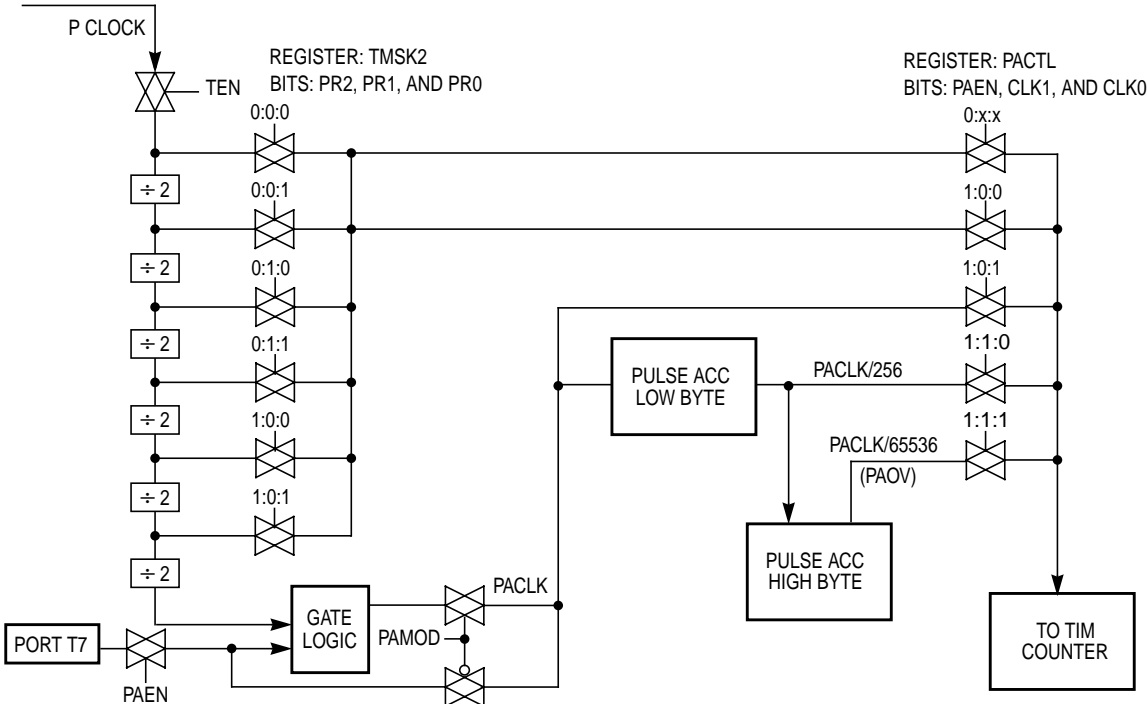 P CLOCK
TEN
REGISTER: TMSK2
BITS: PR2, PR1, AND PR0
0:0:0
÷ 2
0:0:1
÷ 2
0:1:0
÷ 2
0:1:1
÷ 2
1:0:0
÷ 2
1:0:1
÷ 2
REGISTER: PACTL
BITS: PAEN, CLK1, AND CLK0
0:x:x
1:0:0
1:0:1
1:1:0
1:1:1
PULSE ACC
LOW BYTE
PACLK/256
PACLK/65536
(PAOV)
PULSE ACC
HIGH BYTE
PORT T7
PAEN
GATE
LOGIC
PAMOD
PACLK
TO TIM
COUNTER